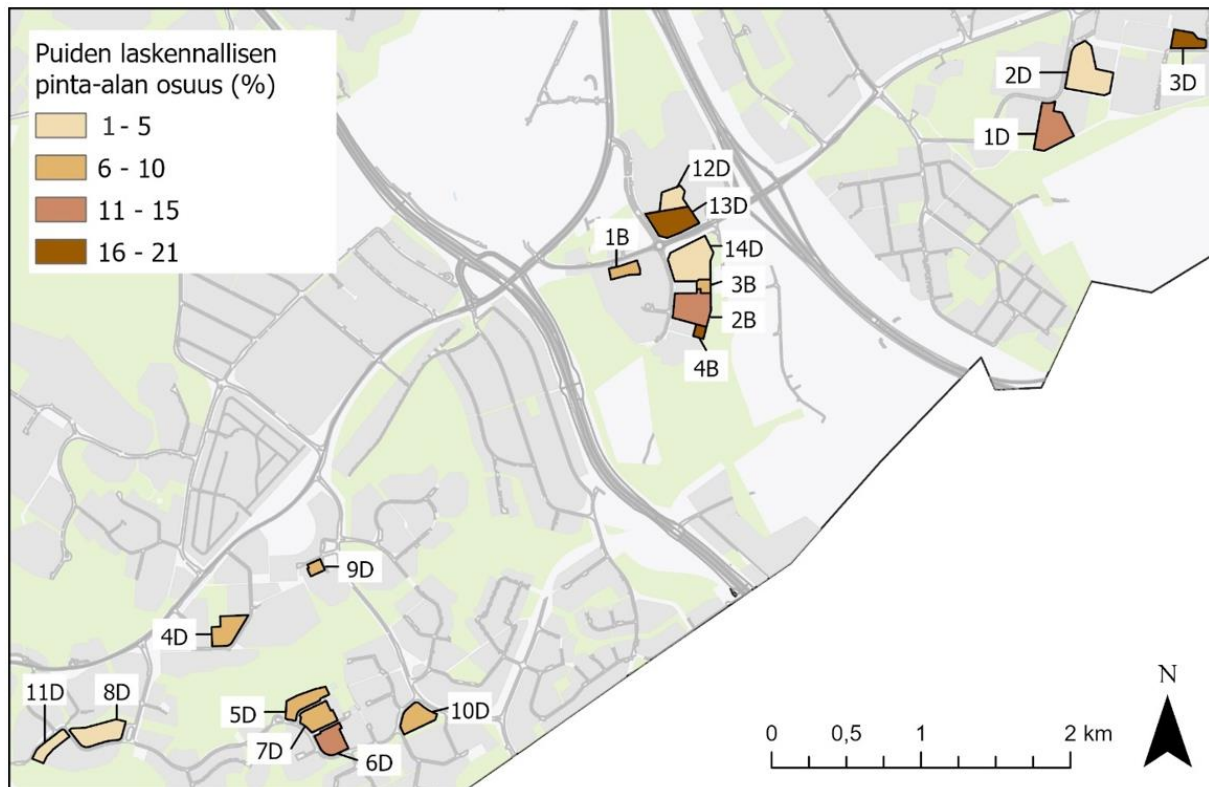 Puiden laskennallisen
pinta-alan osuus (%)
1 - 5
6 - 10
11 - 15
16 - 21
2D
3D
1D
12D
13D
1B
14D
3B
2B
4B
9D
4D
11D
8D
5D
10D
7D
6D
N
0
0,5
1
2 km